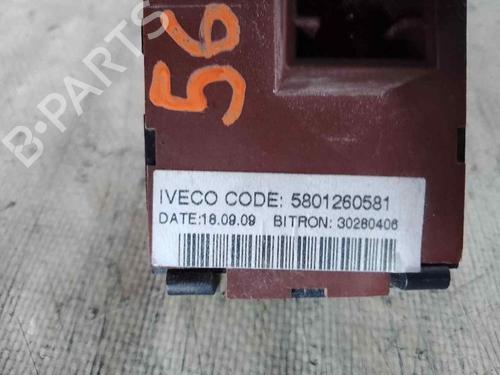 56
B-PARTS
IVECO CODE: 5801260581
DATE:18.09.09 BITRON: 30280406